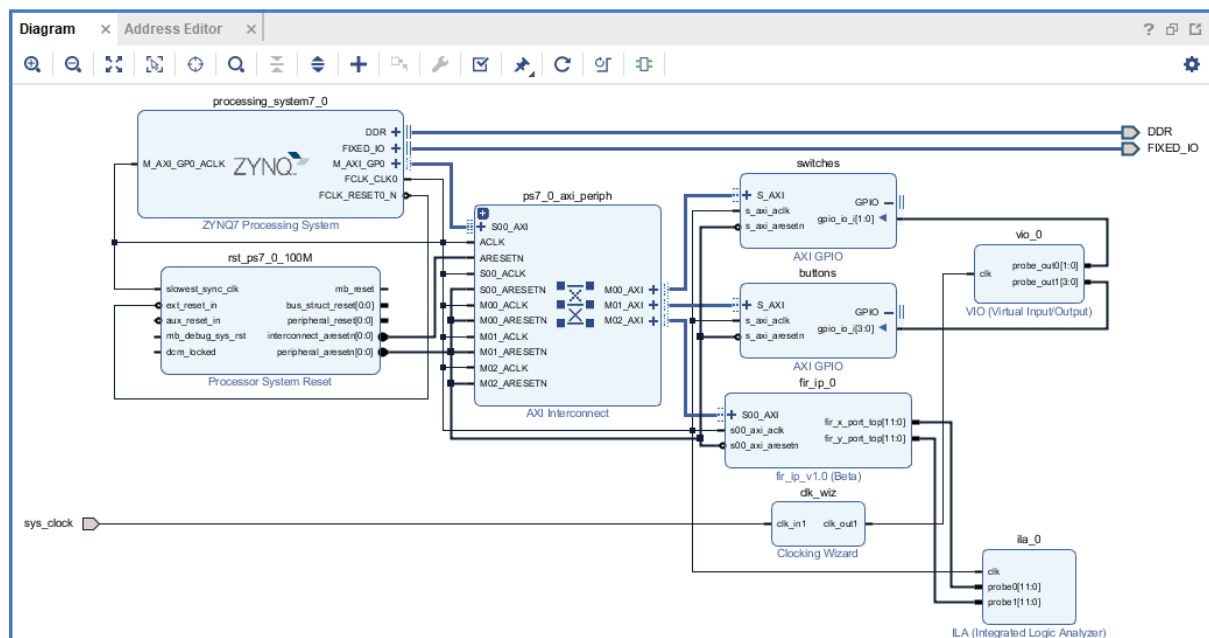 Diagram
Address Editor
processing_system7_0
M_AXI_GP0_ACLK
ZYNQ
DDR
FIXED_IO
M_AXI_GP0
FCLK_CLK0
FCLK_RESET0_N
ZYNQ7 Processing System
DDR
FIXED_IO
rst_ps7_0_100M
slowest_sync_clk
ext_reset_in
aux_reset_in
mb_debug_sys_rst
dcm_locked
mb_reset
bus_struct_reset[0:0]
peripheral_reset[0:0]
interconnect_aresetn[0:0]
peripheral_aresetn[0:0]
Processor System Reset
ps7_0_axi_periph
S00_AXI
ACLK
ARESETN
S00_ACLK
S00_ARESETN
M00_ACLK
M00_ARESETN
M01_ACLK
M01_ARESETN
M02_ACLK
M02_ARESETN
M00_AXI
M01_AXI
M02_AXI
AXI Interconnect
switches
S_AXI
s_axi_aclk
s_axi_aresetn
GPIO
gpio_io_i[1:0]
AXI GPIO
buttons
S_AXI
s_axi_aclk
s_axi_aresetn
GPIO
gpio_io_i[3:0]
AXI GPIO
vio_0
clk
probe_out0[1:0]
probe_out1[3:0]
VIO (Virtual Input/Output)
fir_ip_0
S00_AXI
s00_axi_aclk
s00_axi_aresetn
fir_x_port_top[11:0]
fir_y_port_top[11:0]
fir_ip_v1.0 (Beta)
sys_clock
clk_wiz
clk_in1
clk_out1
Clocking Wizard
ila_0
clk
probe0[11:0]
probe1[11:0]
ILA (Integrated Logic Analyzer)